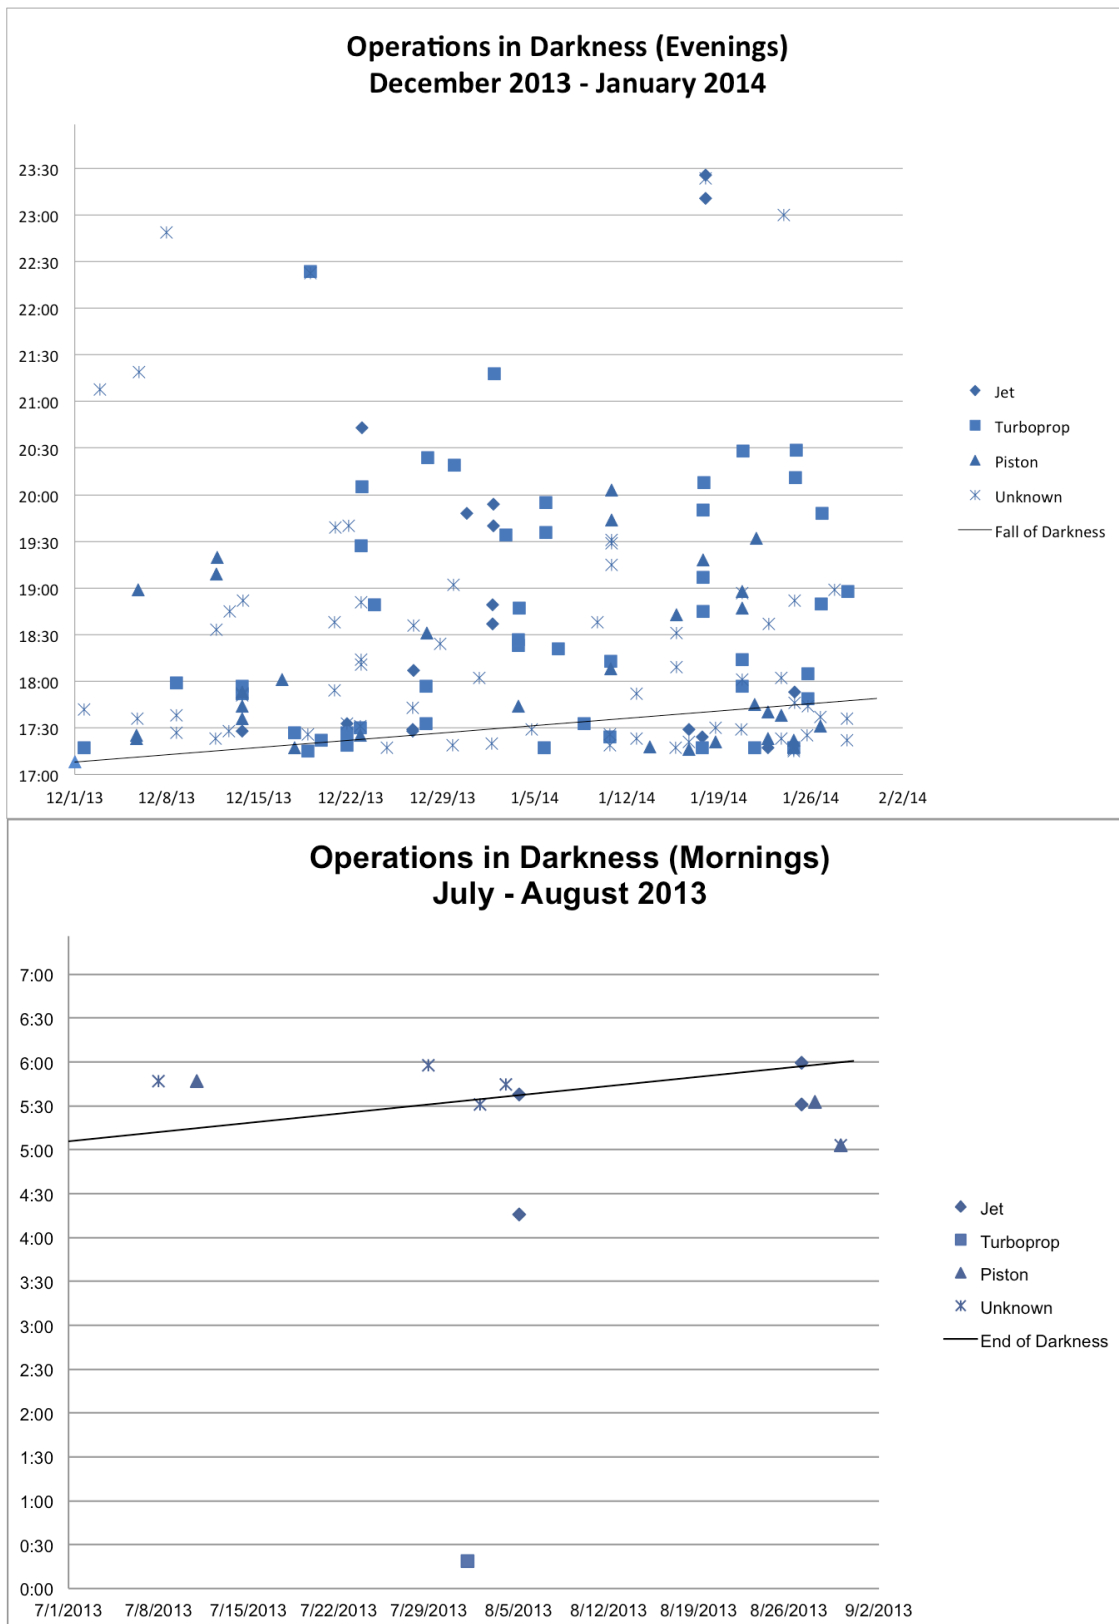 Operations in Darkness (Evenings)
December 2013 - January 2014
23:30
23:00
22:30
22:00
21:30
21:00
20:30
20:00
19:30
19:00
18:30
18:00
17:30
17:00
12/1/13 12/8/13 12/15/13 12/22/13 12/29/13 1/5/14 1/12/14 1/19/14 1/26/14 2/2/14
Jet
Turboprop
Piston
Unknown
Fall of Darkness
Operations in Darkness (Mornings)
July - August 2013
7:00
6:30
6:00
5:30
5:00
4:30
4:00
3:30
3:00
2:30
2:00
1:30
1:00
0:30
0:00
7/1/2013 7/8/2013 7/15/2013 7/22/2013 7/29/2013 8/5/2013 8/12/2013 8/19/2013 8/26/2013 9/2/2013
Jet
Turboprop
Piston
Unknown
End of Darkness